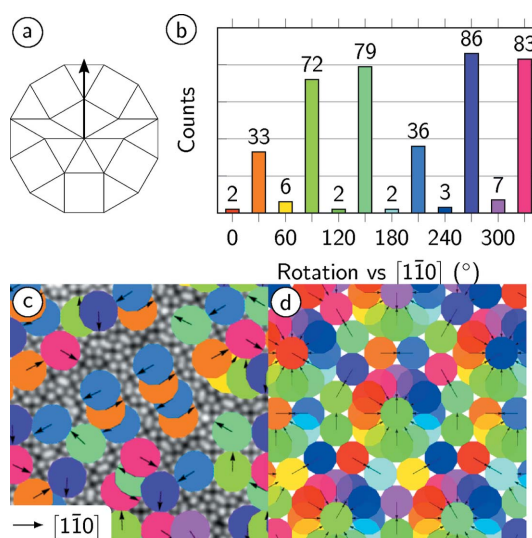 a
b
Counts
2 33 6 72 2 79 2 36 3 86 7 83
0 60 120 180 240 300
Rotation vs [11̅0] (°)
c
d
[11̅0]